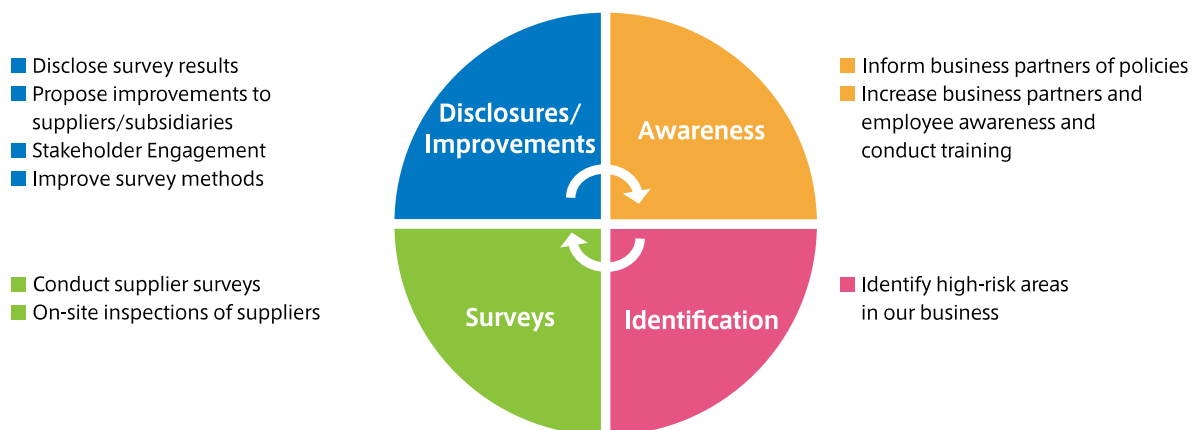 Disclose survey results
Propose improvements to
suppliers/subsidiaries
Stakeholder Engagement
Improve survey methods
Disclosures/
Improvements
Awareness
Inform business partners of policies
Increase business partners and
employee awareness and
conduct training
Conduct supplier surveys
On-site inspections of suppliers
Surveys
Identification
Identify high-risk areas
in our business